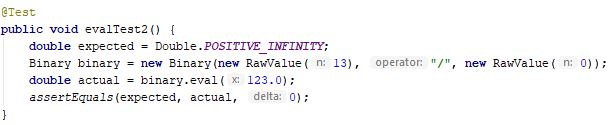 @Test
public void evalTest2() {
    double expected = Double.POSITIVE_INFINITY;
    Binary binary = new Binary(new RawValue( n: 13), operator: "/", new RawValue( n: 0));
    double actual = binary.eval( x: 123.0);
    assertEquals(expected, actual, delta: 0);
}